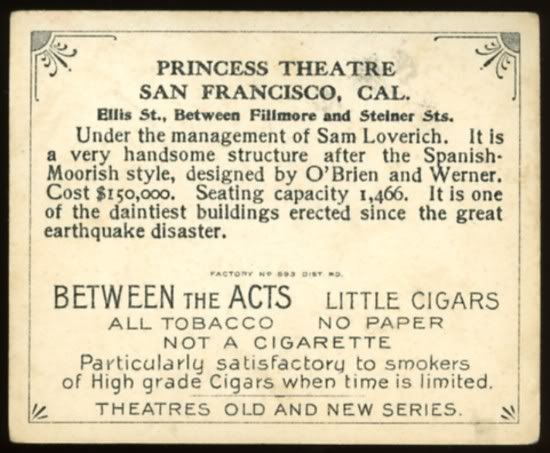 PRINCESS THEATRE
SAN FRANCISCO, CAL.
Ellis St., Between Fillmore and Steiner Sts.
Under the management of Sam Loverich. It is
a very handsome structure after the Spanish-
Moorish style, designed by O'Brien and Werner.
Cost $150,000. Seating capacity 1,466. It is one
of the daintiest buildings erected since the great
earthquake disaster.
FACTORY Nº 893 DIST MD.
BETWEEN THE ACTS LITTLE CIGARS
ALL TOBACCO NO PAPER
NOT A CIGARETTE
Particularly satisfactory to smokers
of High grade Cigars when time is limited.
THEATRES OLD AND NEW SERIES.